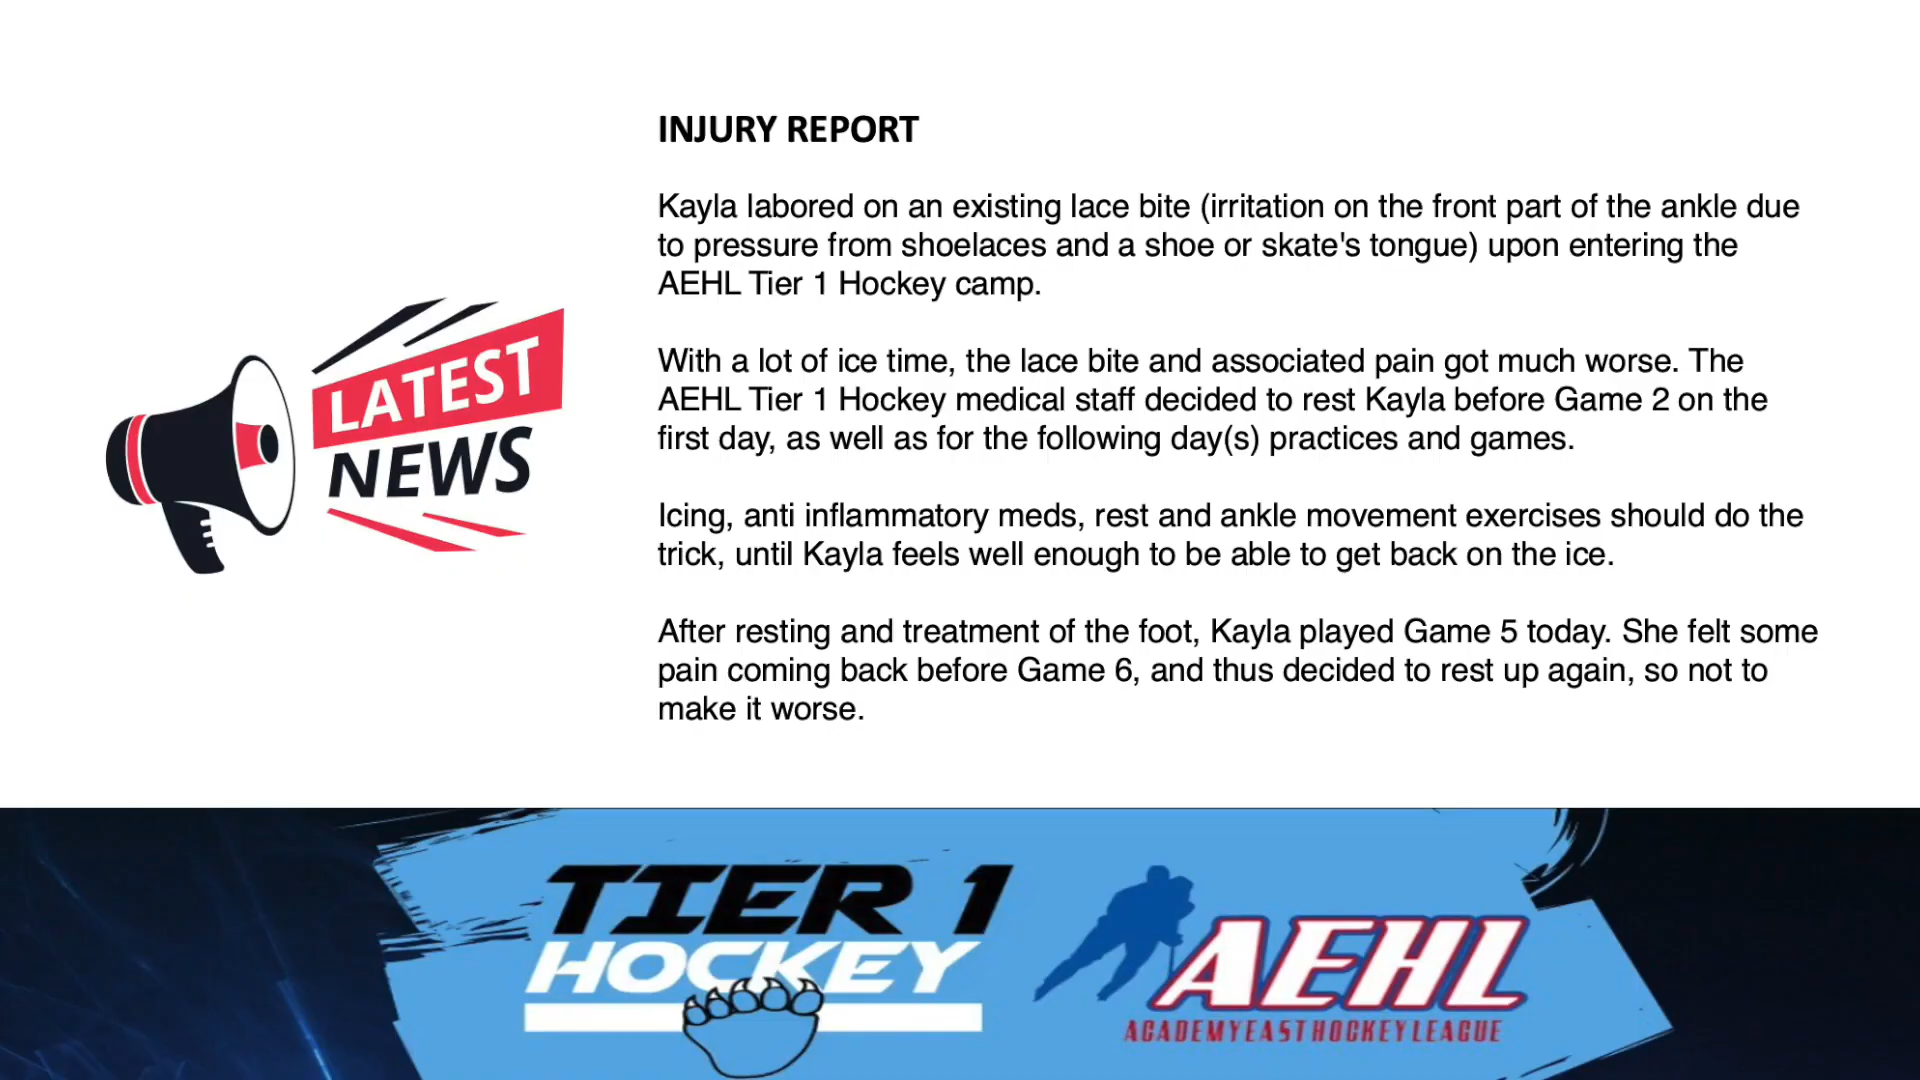 LATEST
NEWS
INJURY REPORT
Kayla labored on an existing lace bite (irritation on the front part of the ankle due
to pressure from shoelaces and a shoe or skate's tongue) upon entering the
AEHL Tier 1 Hockey camp.
With a lot of ice time, the lace bite and associated pain got much worse. The
AEHL Tier 1 Hockey medical staff decided to rest Kayla before Game 2 on the
first day, as well as for the following day(s) practices and games.
Icing, anti inflammatory meds, rest and ankle movement exercises should do the
trick, until Kayla feels well enough to be able to get back on the ice.
After resting and treatment of the foot, Kayla played Game 5 today. She felt some
pain coming back before Game 6, and thus decided to rest up again, so not to
make it worse.
TIER 1
HOCKEY
AEHL
ACADEMY EAST HOCKEY LEAGUE